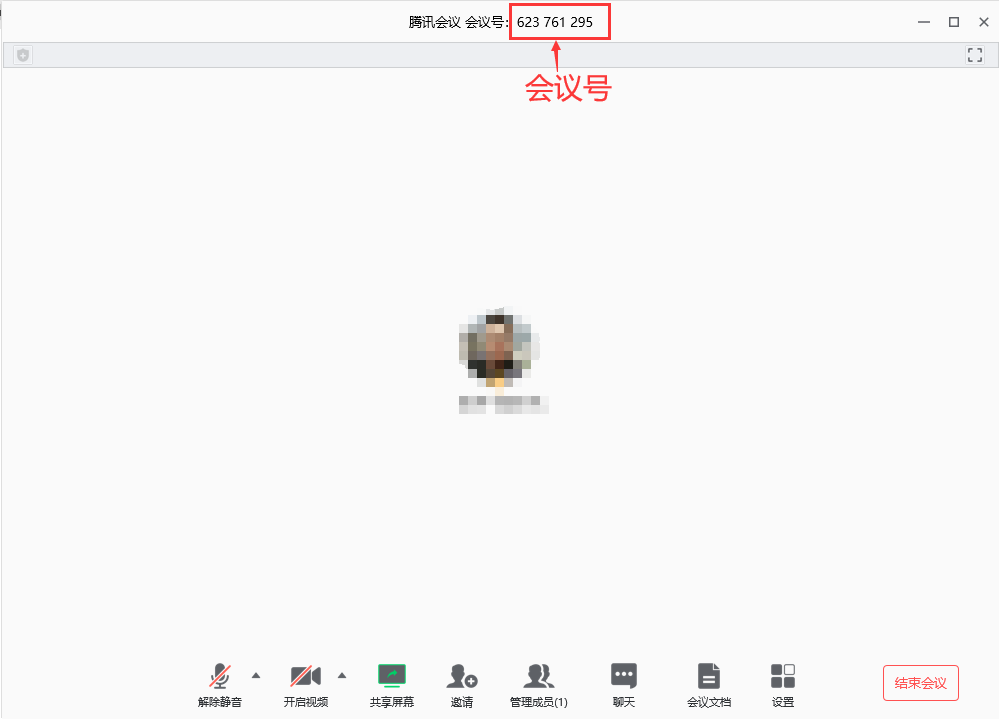 腾讯会议 会议号: 623 761 295
会议号
解除静音
开启视频
共享屏幕
邀请
管理成员(1)
聊天
会议文档
设置
结束会议